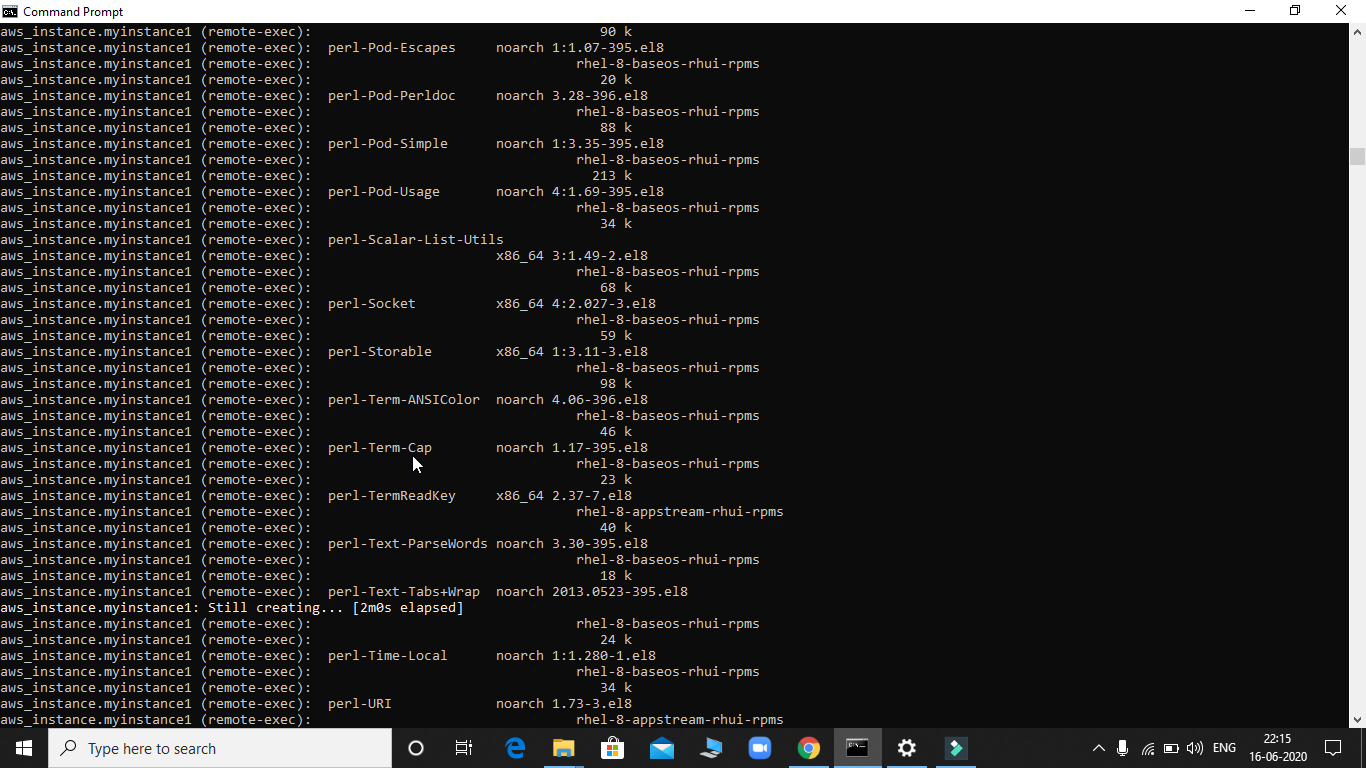 Command Prompt
aws_instance.myinstance1 (remote-exec): 90 k
aws_instance.myinstance1 (remote-exec): perl-Pod-Escapes noarch 1:1.07-395.el8
aws_instance.myinstance1 (remote-exec): rhel-8-baseos-rhui-rpms
aws_instance.myinstance1 (remote-exec): 20 k
aws_instance.myinstance1 (remote-exec): perl-Pod-Perldoc noarch 3.28-396.el8
aws_instance.myinstance1 (remote-exec): rhel-8-baseos-rhui-rpms
aws_instance.myinstance1 (remote-exec): 88 k
aws_instance.myinstance1 (remote-exec): perl-Pod-Simple noarch 1:3.35-395.el8
aws_instance.myinstance1 (remote-exec): rhel-8-baseos-rhui-rpms
aws_instance.myinstance1 (remote-exec): 213 k
aws_instance.myinstance1 (remote-exec): perl-Pod-Usage noarch 4:1.69-395.el8
aws_instance.myinstance1 (remote-exec): rhel-8-baseos-rhui-rpms
aws_instance.myinstance1 (remote-exec): 34 k
aws_instance.myinstance1 (remote-exec): perl-Scalar-List-Utils
aws_instance.myinstance1 (remote-exec): x86_64 3:1.49-2.el8
aws_instance.myinstance1 (remote-exec): rhel-8-baseos-rhui-rpms
aws_instance.myinstance1 (remote-exec): 68 k
aws_instance.myinstance1 (remote-exec): perl-Socket x86_64 4:2.027-3.el8
aws_instance.myinstance1 (remote-exec): rhel-8-baseos-rhui-rpms
aws_instance.myinstance1 (remote-exec): 59 k
aws_instance.myinstance1 (remote-exec): perl-Storable x86_64 1:3.11-3.el8
aws_instance.myinstance1 (remote-exec): rhel-8-baseos-rhui-rpms
aws_instance.myinstance1 (remote-exec): 98 k
aws_instance.myinstance1 (remote-exec): perl-Term-ANSIColor noarch 4.06-396.el8
aws_instance.myinstance1 (remote-exec): rhel-8-baseos-rhui-rpms
aws_instance.myinstance1 (remote-exec): 46 k
aws_instance.myinstance1 (remote-exec): perl-Term-Cap noarch 1.17-395.el8
aws_instance.myinstance1 (remote-exec): rhel-8-baseos-rhui-rpms
aws_instance.myinstance1 (remote-exec): 23 k
aws_instance.myinstance1 (remote-exec): perl-TermReadKey x86_64 2.37-7.el8
aws_instance.myinstance1 (remote-exec): rhel-8-appstream-rhui-rpms
aws_instance.myinstance1 (remote-exec): 40 k
aws_instance.myinstance1 (remote-exec): perl-Text-ParseWords noarch 3.30-395.el8
aws_instance.myinstance1 (remote-exec): rhel-8-baseos-rhui-rpms
aws_instance.myinstance1 (remote-exec): 18 k
aws_instance.myinstance1 (remote-exec): perl-Text-Tabs+Wrap noarch 2013.0523-395.el8
aws_instance.myinstance1: Still creating... [2m0s elapsed]
aws_instance.myinstance1 (remote-exec): rhel-8-baseos-rhui-rpms
aws_instance.myinstance1 (remote-exec): 24 k
aws_instance.myinstance1 (remote-exec): perl-Time-Local noarch 1:1.280-1.el8
aws_instance.myinstance1 (remote-exec): rhel-8-baseos-rhui-rpms
aws_instance.myinstance1 (remote-exec): 34 k
aws_instance.myinstance1 (remote-exec): perl-URI noarch 1.73-3.el8
aws_instance.myinstance1 (remote-exec): rhel-8-appstream-rhui-rpms
Type here to search
ENG
22:15
16-06-2020